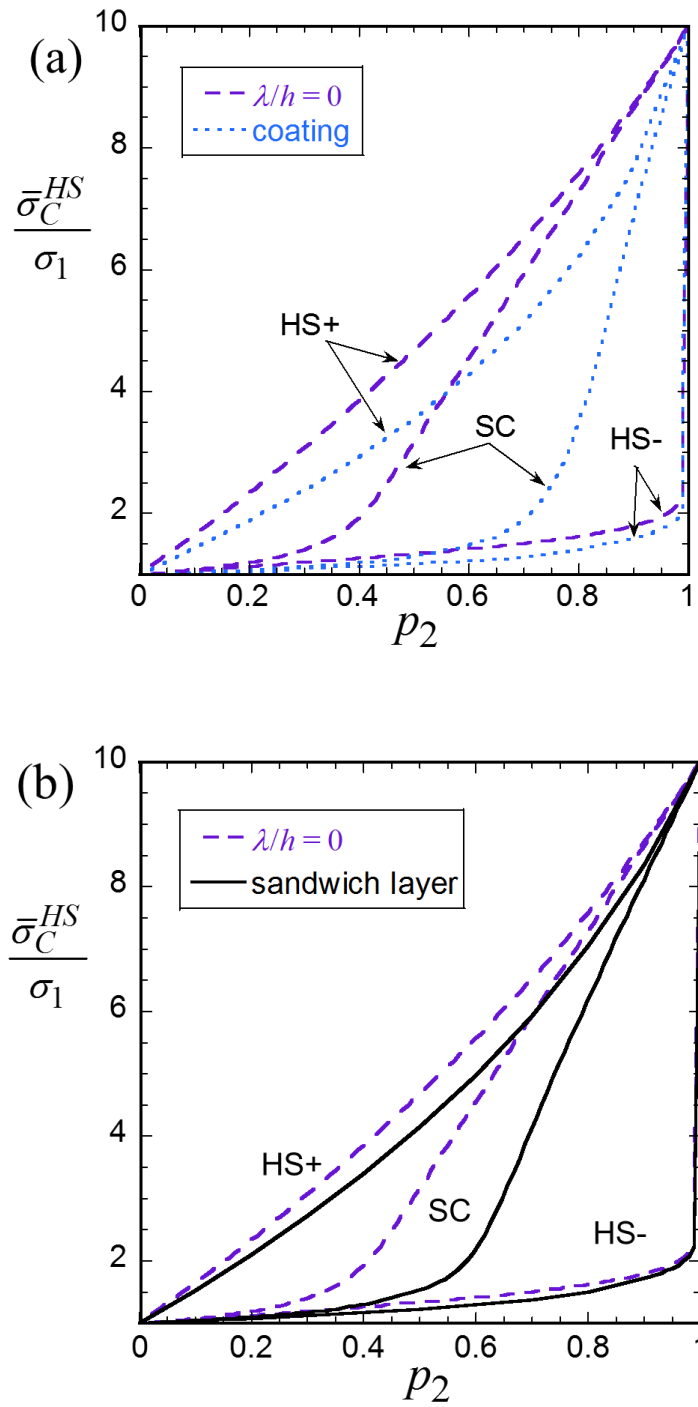 (a)
10
8
6
4
2
λ/h = 0
coating
σ̄_C^HS
σ_1
HS+
SC
HS-
0 0.2 0.4 0.6 0.8 1
p_2
(b)
10
8
6
4
2
λ/h = 0
sandwich layer
σ̄_C^HS
σ_1
HS+
SC
HS-
0 0.2 0.4 0.6 0.8 1
p_2